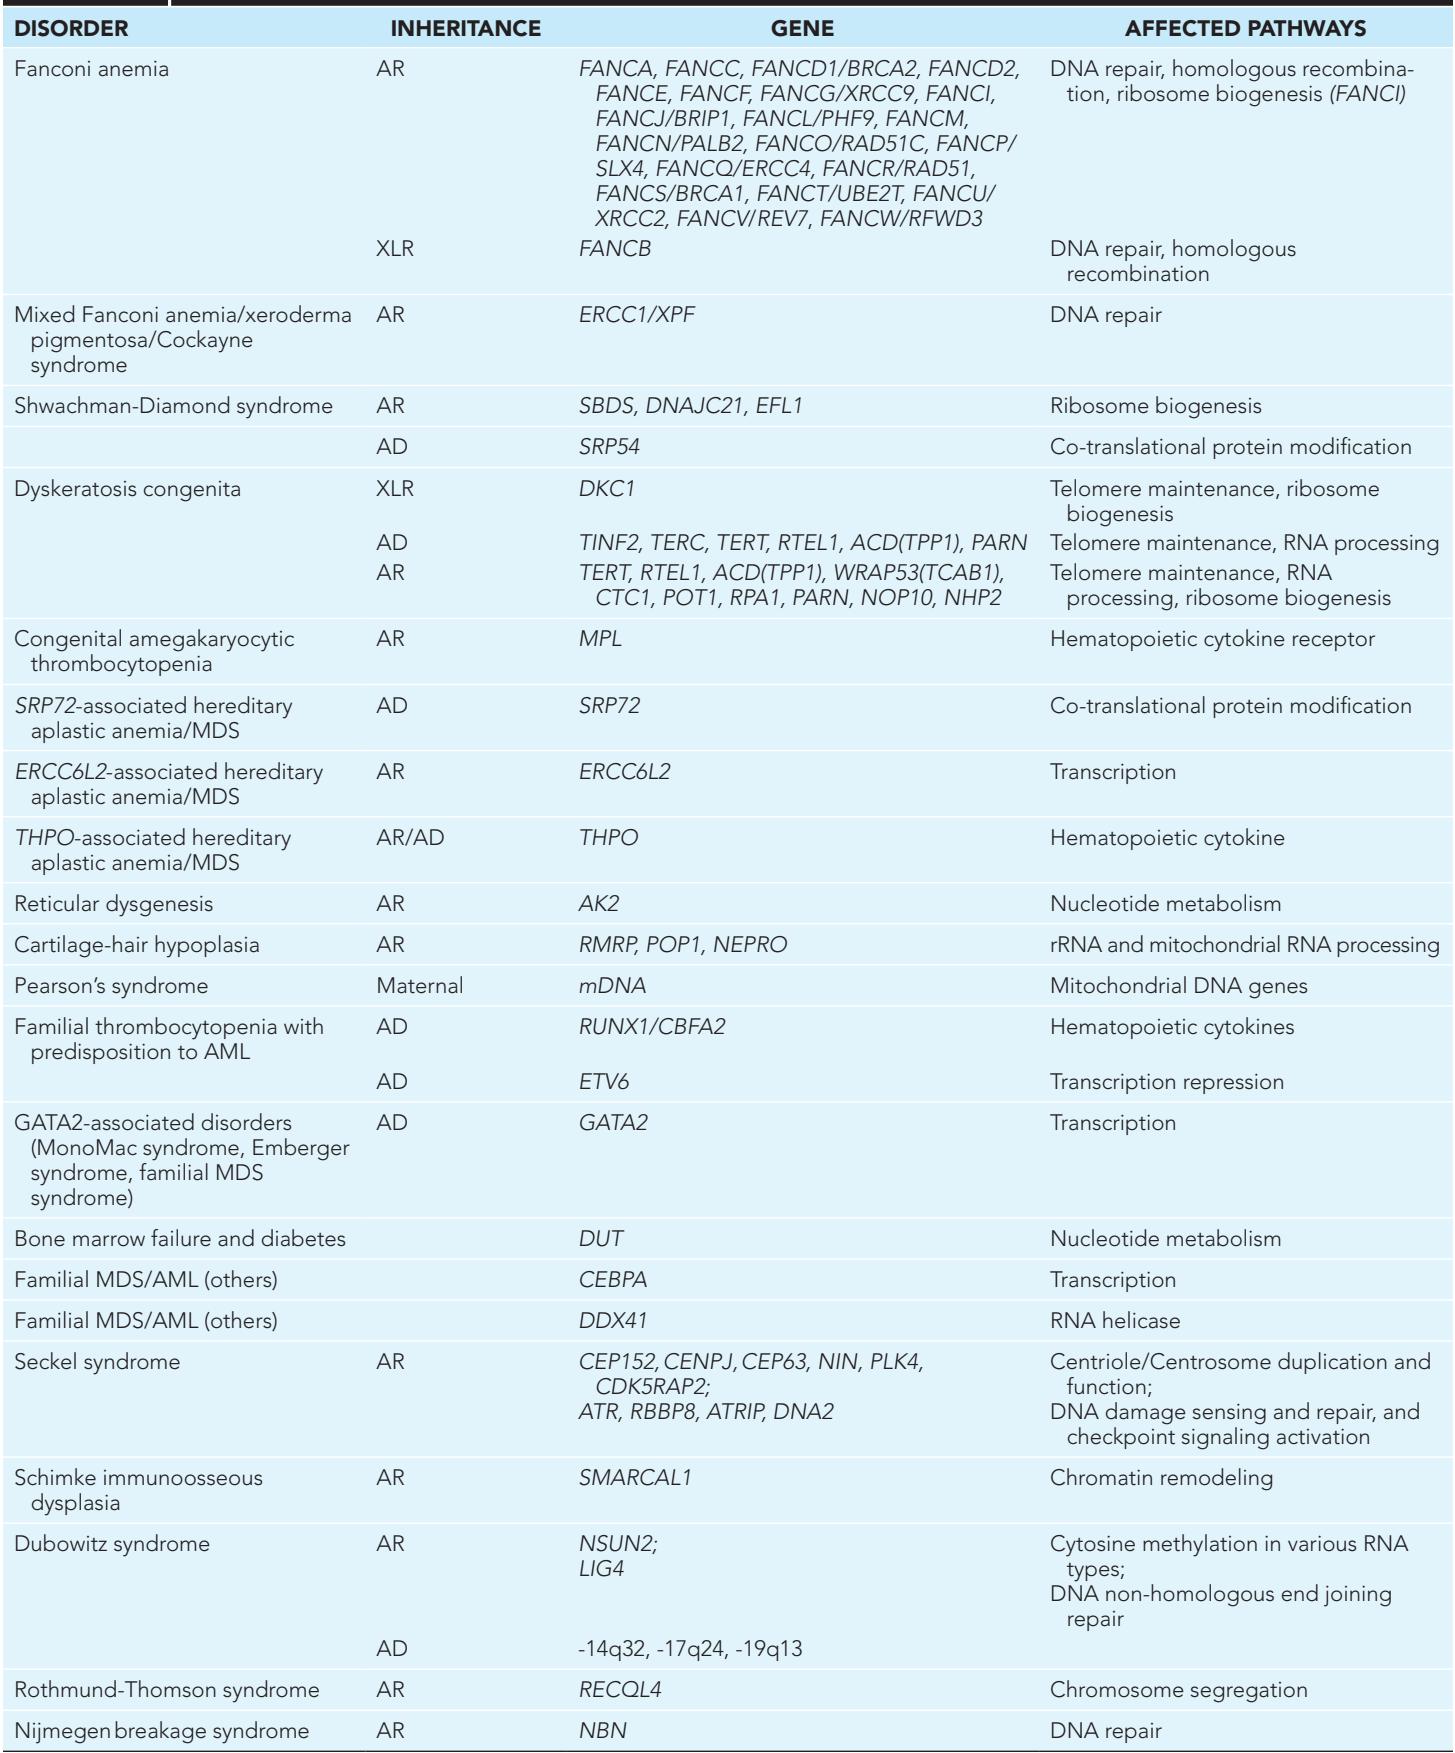 DISORDER INHERITANCE GENE AFFECTED PATHWAYS
Fanconi anemia AR FANCA, FANCC, FANCD1/BRCA2, FANCD2, DNA repair, homologous recombina-
FANCE, FANCF, FANCG/XRCC9, FANCI, tion, ribosome biogenesis (FANCI)
FANCJ/BRIP1, FANCL/PHF9, FANCM,
FANCN/PALB2, FANCO/RAD51C, FANCP/
SLX4, FANCQ/ERCC4, FANCR/RAD51,
FANCS/BRCA1, FANCT/UBE2T, FANCU/
XRCC2, FANCV/REV7, FANCW/RFWD3
XLR FANCB DNA repair, homologous
recombination
Mixed Fanconi anemia/xeroderma AR ERCC1/XPF DNA repair
pigmentosa/Cockayne
syndrome
Shwachman-Diamond syndrome AR SBDS, DNAJC21, EFL1 Ribosome biogenesis
AD SRP54 Co-translational protein modification
Dyskeratosis congenita XLR DKC1 Telomere maintenance, ribosome
biogenesis
AD TINF2, TERC, TERT, RTEL1, ACD(TPP1), PARN Telomere maintenance, RNA processing
AR TERT, RTEL1, ACD(TPP1), WRAP53(TCAB1), Telomere maintenance, RNA
CTC1, POT1, RPA1, PARN, NOP10, NHP2 processing, ribosome biogenesis
Congenital amegakaryocytic AR MPL Hematopoietic cytokine receptor
thrombocytopenia
SRP72-associated hereditary AD SRP72 Co-translational protein modification
aplastic anemia/MDS
ERCC6L2-associated hereditary AR ERCC6L2 Transcription
aplastic anemia/MDS
THPO-associated hereditary AR/AD THPO Hematopoietic cytokine
aplastic anemia/MDS
Reticular dysgenesis AR AK2 Nucleotide metabolism
Cartilage-hair hypoplasia AR RMRP, POP1, NEPRO rRNA and mitochondrial RNA processing
Pearson's syndrome Maternal mDNA Mitochondrial DNA genes
Familial thrombocytopenia with AD RUNX1/CBFA2 Hematopoietic cytokines
predisposition to AML
AD ETV6 Transcription repression
GATA2-associated disorders AD GATA2 Transcription
(MonoMac syndrome, Emberger
syndrome, familial MDS
syndrome)
Bone marrow failure and diabetes DUT Nucleotide metabolism
Familial MDS/AML (others) CEBPA Transcription
Familial MDS/AML (others) DDX41 RNA helicase
Seckel syndrome AR CEP152, CENPJ, CEP63, NIN, PLK4, Centriole/Centrosome duplication and
CDK5RAP2; function;
ATR, RBBP8, ATRIP, DNA2 DNA damage sensing and repair, and
checkpoint signaling activation
Schimke immunoosseous AR SMARCAL1 Chromatin remodeling
dysplasia
Dubowitz syndrome AR NSUN2; Cytosine methylation in various RNA
LIG4 types;
DNA non-homologous end joining
repair
AD -14q32, -17q24, -19q13
Rothmund-Thomson syndrome AR RECQL4 Chromosome segregation
Nijmegen breakage syndrome AR NBN DNA repair